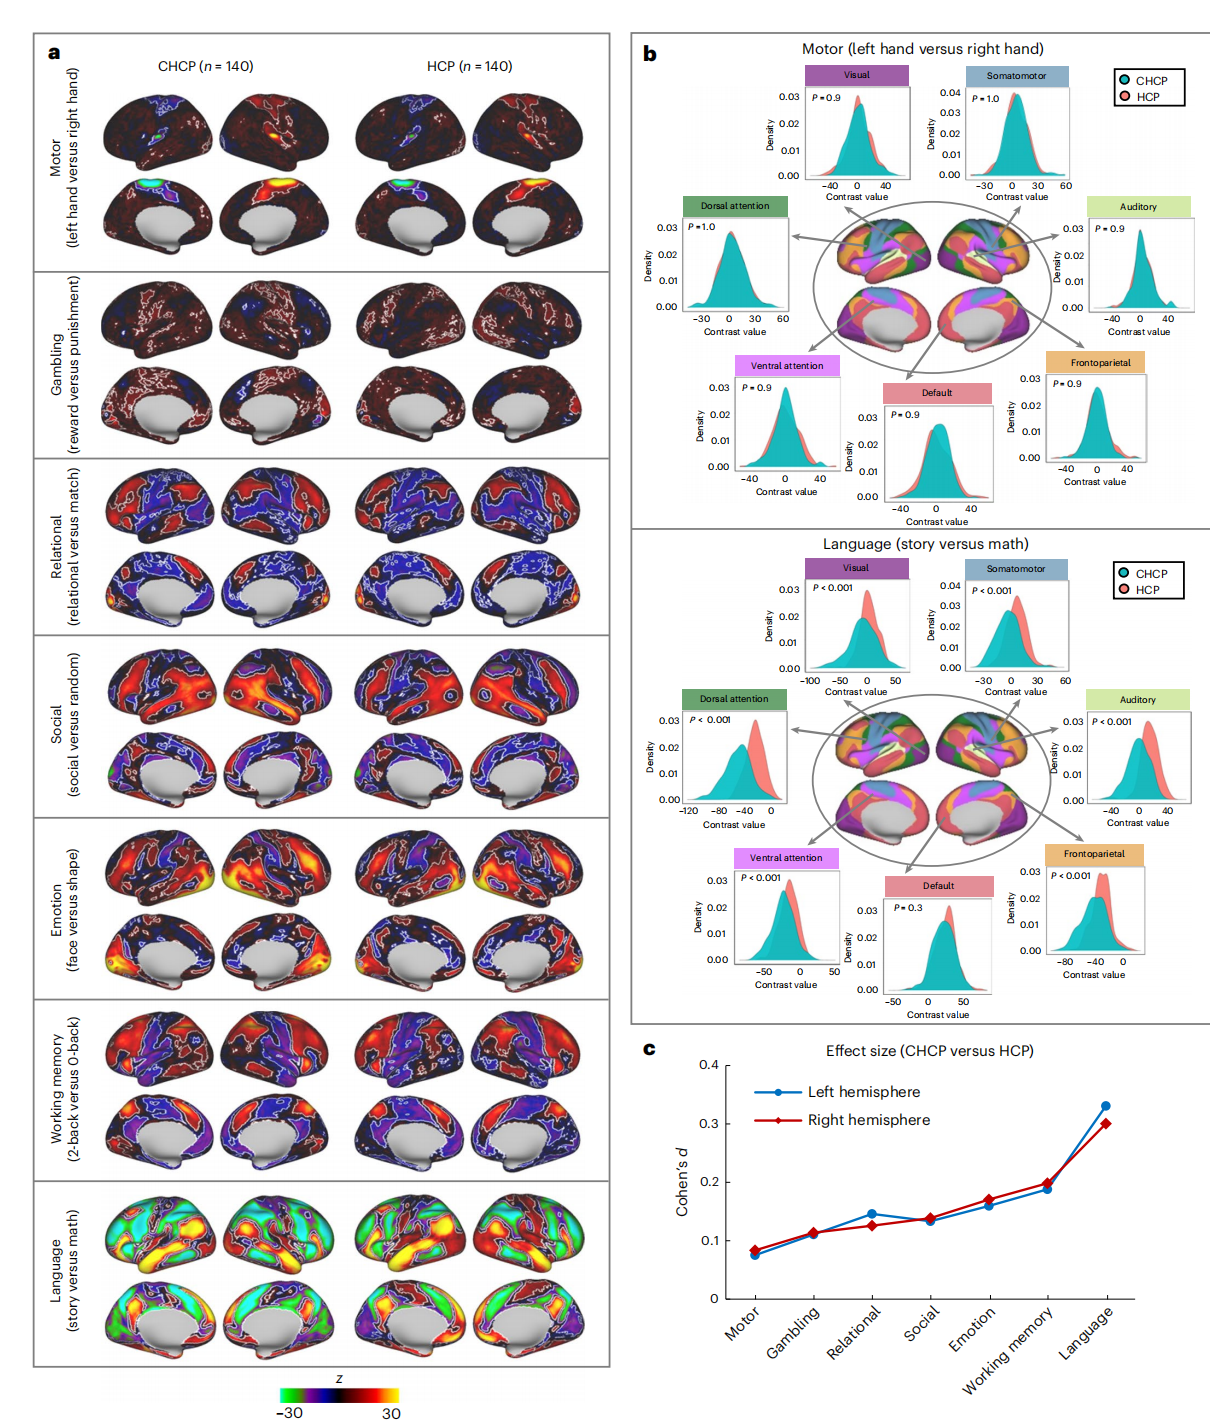 a
CHCP (n = 140)
HCP (n = 140)
Motor
(left hand versus right hand)
Gambling
(reward versus punishment)
Relational
(relational versus match)
Social
(social versus random)
Emotion
(face versus shape)
Working memory
(2-back versus 0-back)
Language
(story versus math)
z
−30
30
b
Motor (left hand versus right hand)
CHCP
HCP
Visual
P = 0.9
Density
0.03
0.02
0.01
0.00
−40 0 40
Contrast value
Somatomotor
P = 1.0
Density
0.04
0.03
0.02
0.01
0.00
−30 0 30 60
Contrast value
Dorsal attention
P = 1.0
Density
0.03
0.02
0.01
0.00
−30 0 30 60
Contrast value
Auditory
P = 0.9
Density
0.03
0.02
0.01
0.00
−40 0 40
Contrast value
Ventral attention
P = 0.9
Density
0.03
0.02
0.01
0.00
−40 0 40
Contrast value
Default
P = 0.9
Density
0.03
0.02
0.01
0.00
−40 0 40
Contrast value
Frontoparietal
P = 0.9
Density
0.03
0.02
0.01
0.00
−40 0 40
Contrast value
Language (story versus math)
CHCP
HCP
Visual
P < 0.001
Density
0.03
0.02
0.01
0.00
−100 −50 0 50
Contrast value
Somatomotor
P < 0.001
Density
0.04
0.03
0.02
0.01
0.00
−30 0 30 60
Contrast value
Dorsal attention
P < 0.001
Density
0.03
0.02
0.01
0.00
−120 −80 −40 0
Contrast value
Auditory
P < 0.001
Density
0.03
0.02
0.01
0.00
−40 0 40
Contrast value
Ventral attention
P < 0.001
Density
0.03
0.02
0.01
0.00
−50 0 50
Contrast value
Default
P = 0.3
Density
0.03
0.02
0.01
0.00
−50 0 50
Contrast value
Frontoparietal
P < 0.001
Density
0.03
0.02
0.01
0.00
−80 −40 0
Contrast value
c
Effect size (CHCP versus HCP)
Left hemisphere
Right hemisphere
Cohen's d
0.4
0.3
0.2
0.1
0
Motor
Gambling
Relational
Social
Emotion
Working memory
Language